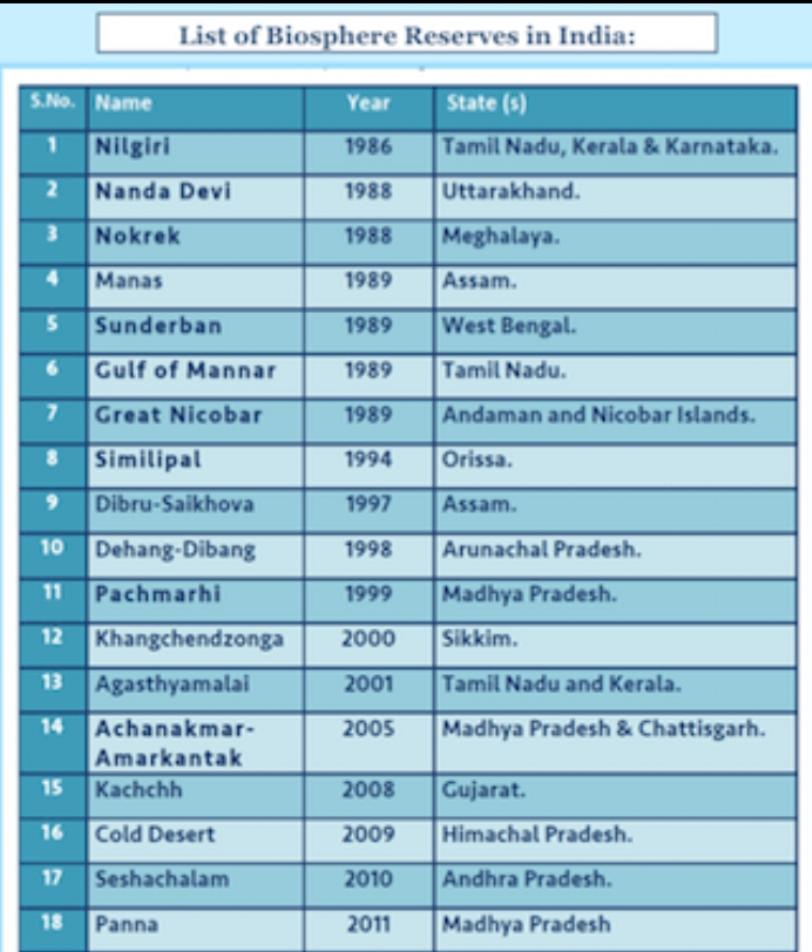 List of Biosphere Reserves in India:
S.No. Name Year State (s)
1 Nilgiri 1986 Tamil Nadu, Kerala & Karnataka.
2 Nanda Devi 1988 Uttarakhand.
3 Nokrek 1988 Meghalaya.
4 Manas 1989 Assam.
5 Sunderban 1989 West Bengal.
6 Gulf of Mannar 1989 Tamil Nadu.
7 Great Nicobar 1989 Andaman and Nicobar Islands.
8 Similipal 1994 Orissa.
9 Dibru-Saikhova 1997 Assam.
10 Dehang-Dibang 1998 Arunachal Pradesh.
11 Pachmarhi 1999 Madhya Pradesh.
12 Khangchendzonga 2000 Sikkim.
13 Agasthyamalai 2001 Tamil Nadu and Kerala.
14 Achanakmar- 2005 Madhya Pradesh & Chattisgarh.
Amarkantak
15 Kachchh 2008 Gujarat.
16 Cold Desert 2009 Himachal Pradesh.
17 Seshachalam 2010 Andhra Pradesh.
18 Panna 2011 Madhya Pradesh